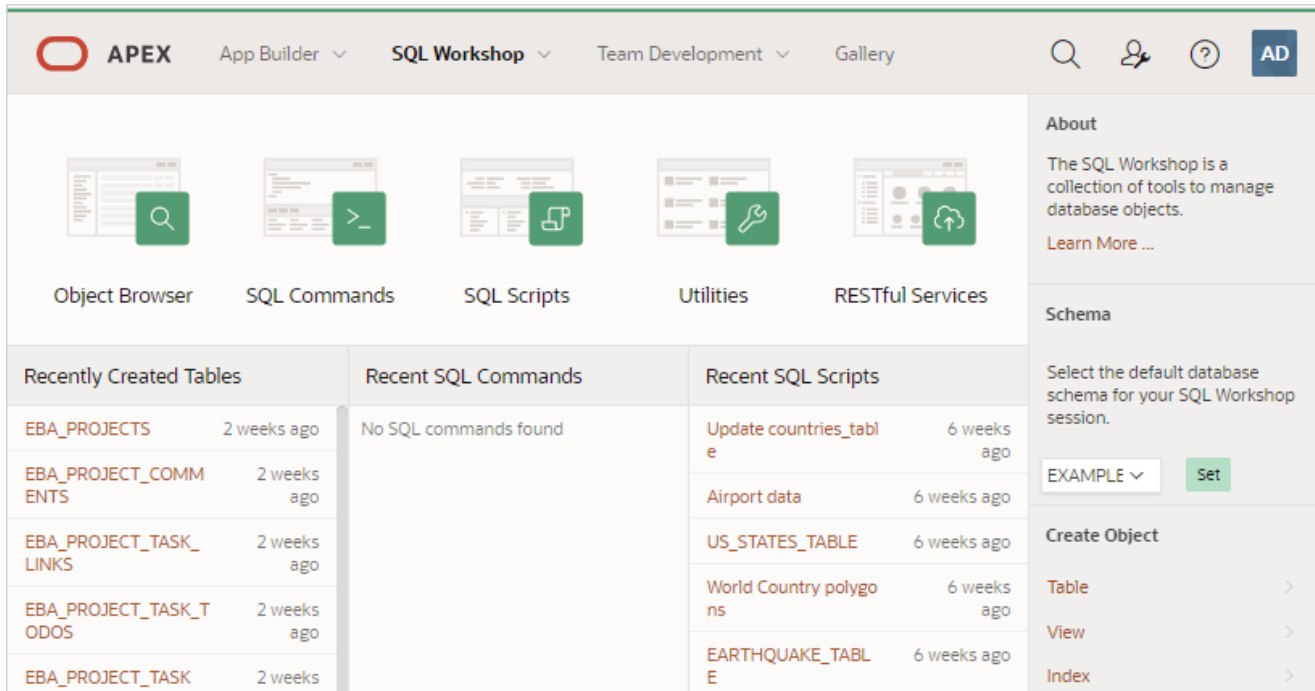 APEX App Builder SQL Workshop Team Development Gallery AD
Object Browser SQL Commands SQL Scripts Utilities RESTful Services
Recently Created Tables
EBA_PROJECTS 2 weeks ago
EBA_PROJECT_COMM 2 weeks
ENTS ago
EBA_PROJECT_TASK_ 2 weeks
LINKS ago
EBA_PROJECT_TASK_T 2 weeks
ODOS ago
EBA_PROJECT_TASK 2 weeks
Recent SQL Commands
No SQL commands found
Recent SQL Scripts
Update countries_tabl 6 weeks
e ago
Airport data 6 weeks ago
US_STATES_TABLE 6 weeks ago
World Country polygo 6 weeks
ns ago
EARTHQUAKE_TABL 6 weeks ago
E
About
The SQL Workshop is a
collection of tools to manage
database objects.
Learn More ...
Schema
Select the default database
schema for your SQL Workshop
session.
EXAMPLE Set
Create Object
Table
View
Index